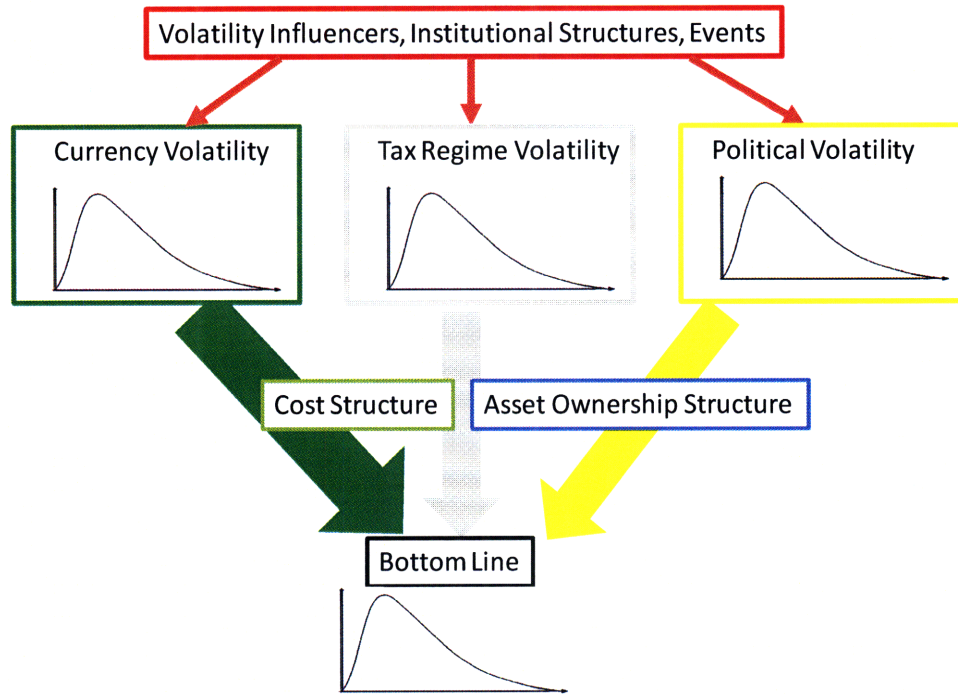 Volatility Influencers, Institutional Structures, Events
Currency Volatility
Tax Regime Volatility
Political Volatility
Cost Structure
Asset Ownership Structure
Bottom Line